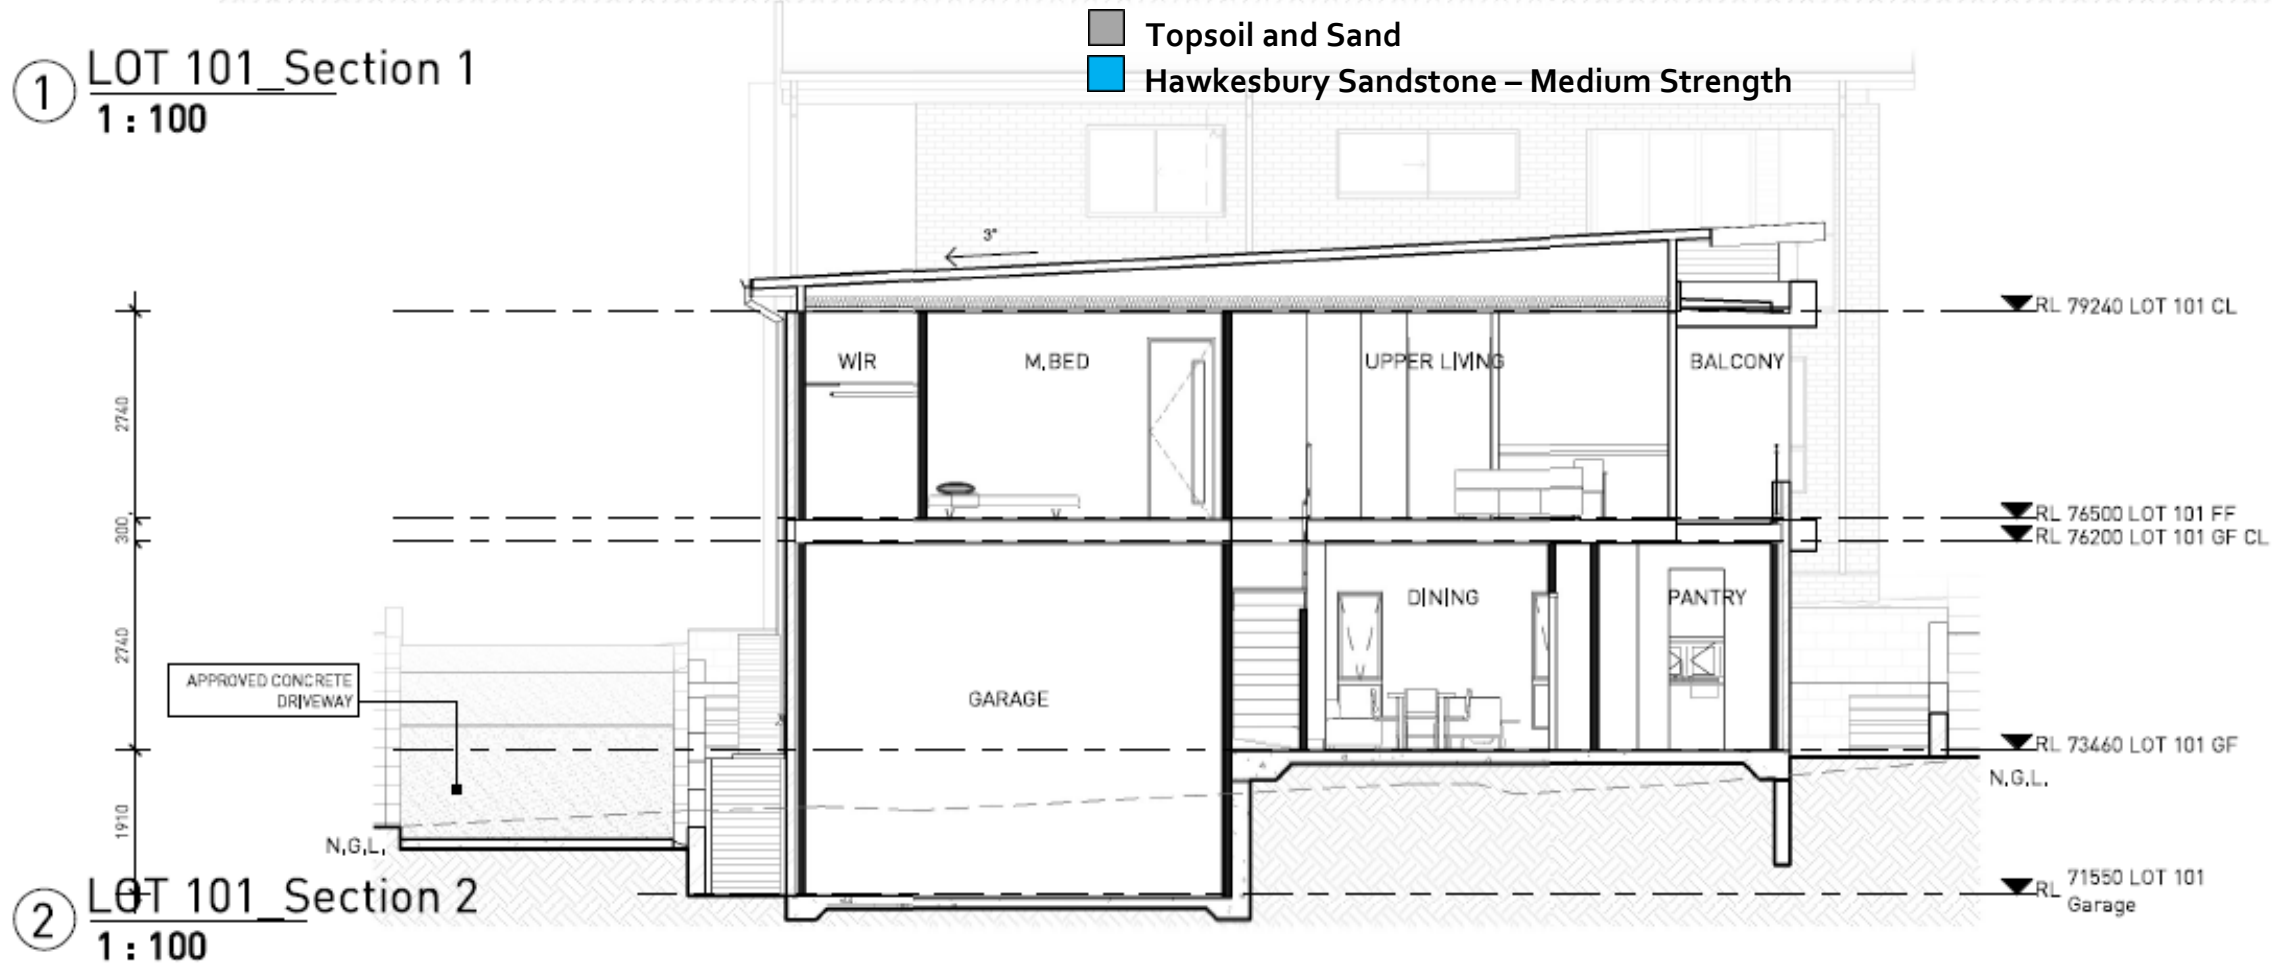 Topsoil and Sand
Hawkesbury Sandstone – Medium Strength
1
LOT 101_Section 1
1 : 100
3°
RL 79240 LOT 101 CL
WIR
M.BED
UPPER LIVING
BALCONY
2740
RL 76500 LOT 101 FF
300
RL 76200 LOT 101 GF CL
DINING
PANTRY
2740
APPROVED CONCRETE
DRIVEWAY
GARAGE
RL 73460 LOT 101 GF
N.G.L.
1910
N.G.L.
RL 71550 LOT 101
Garage
2
LOT 101_Section 2
1 : 100